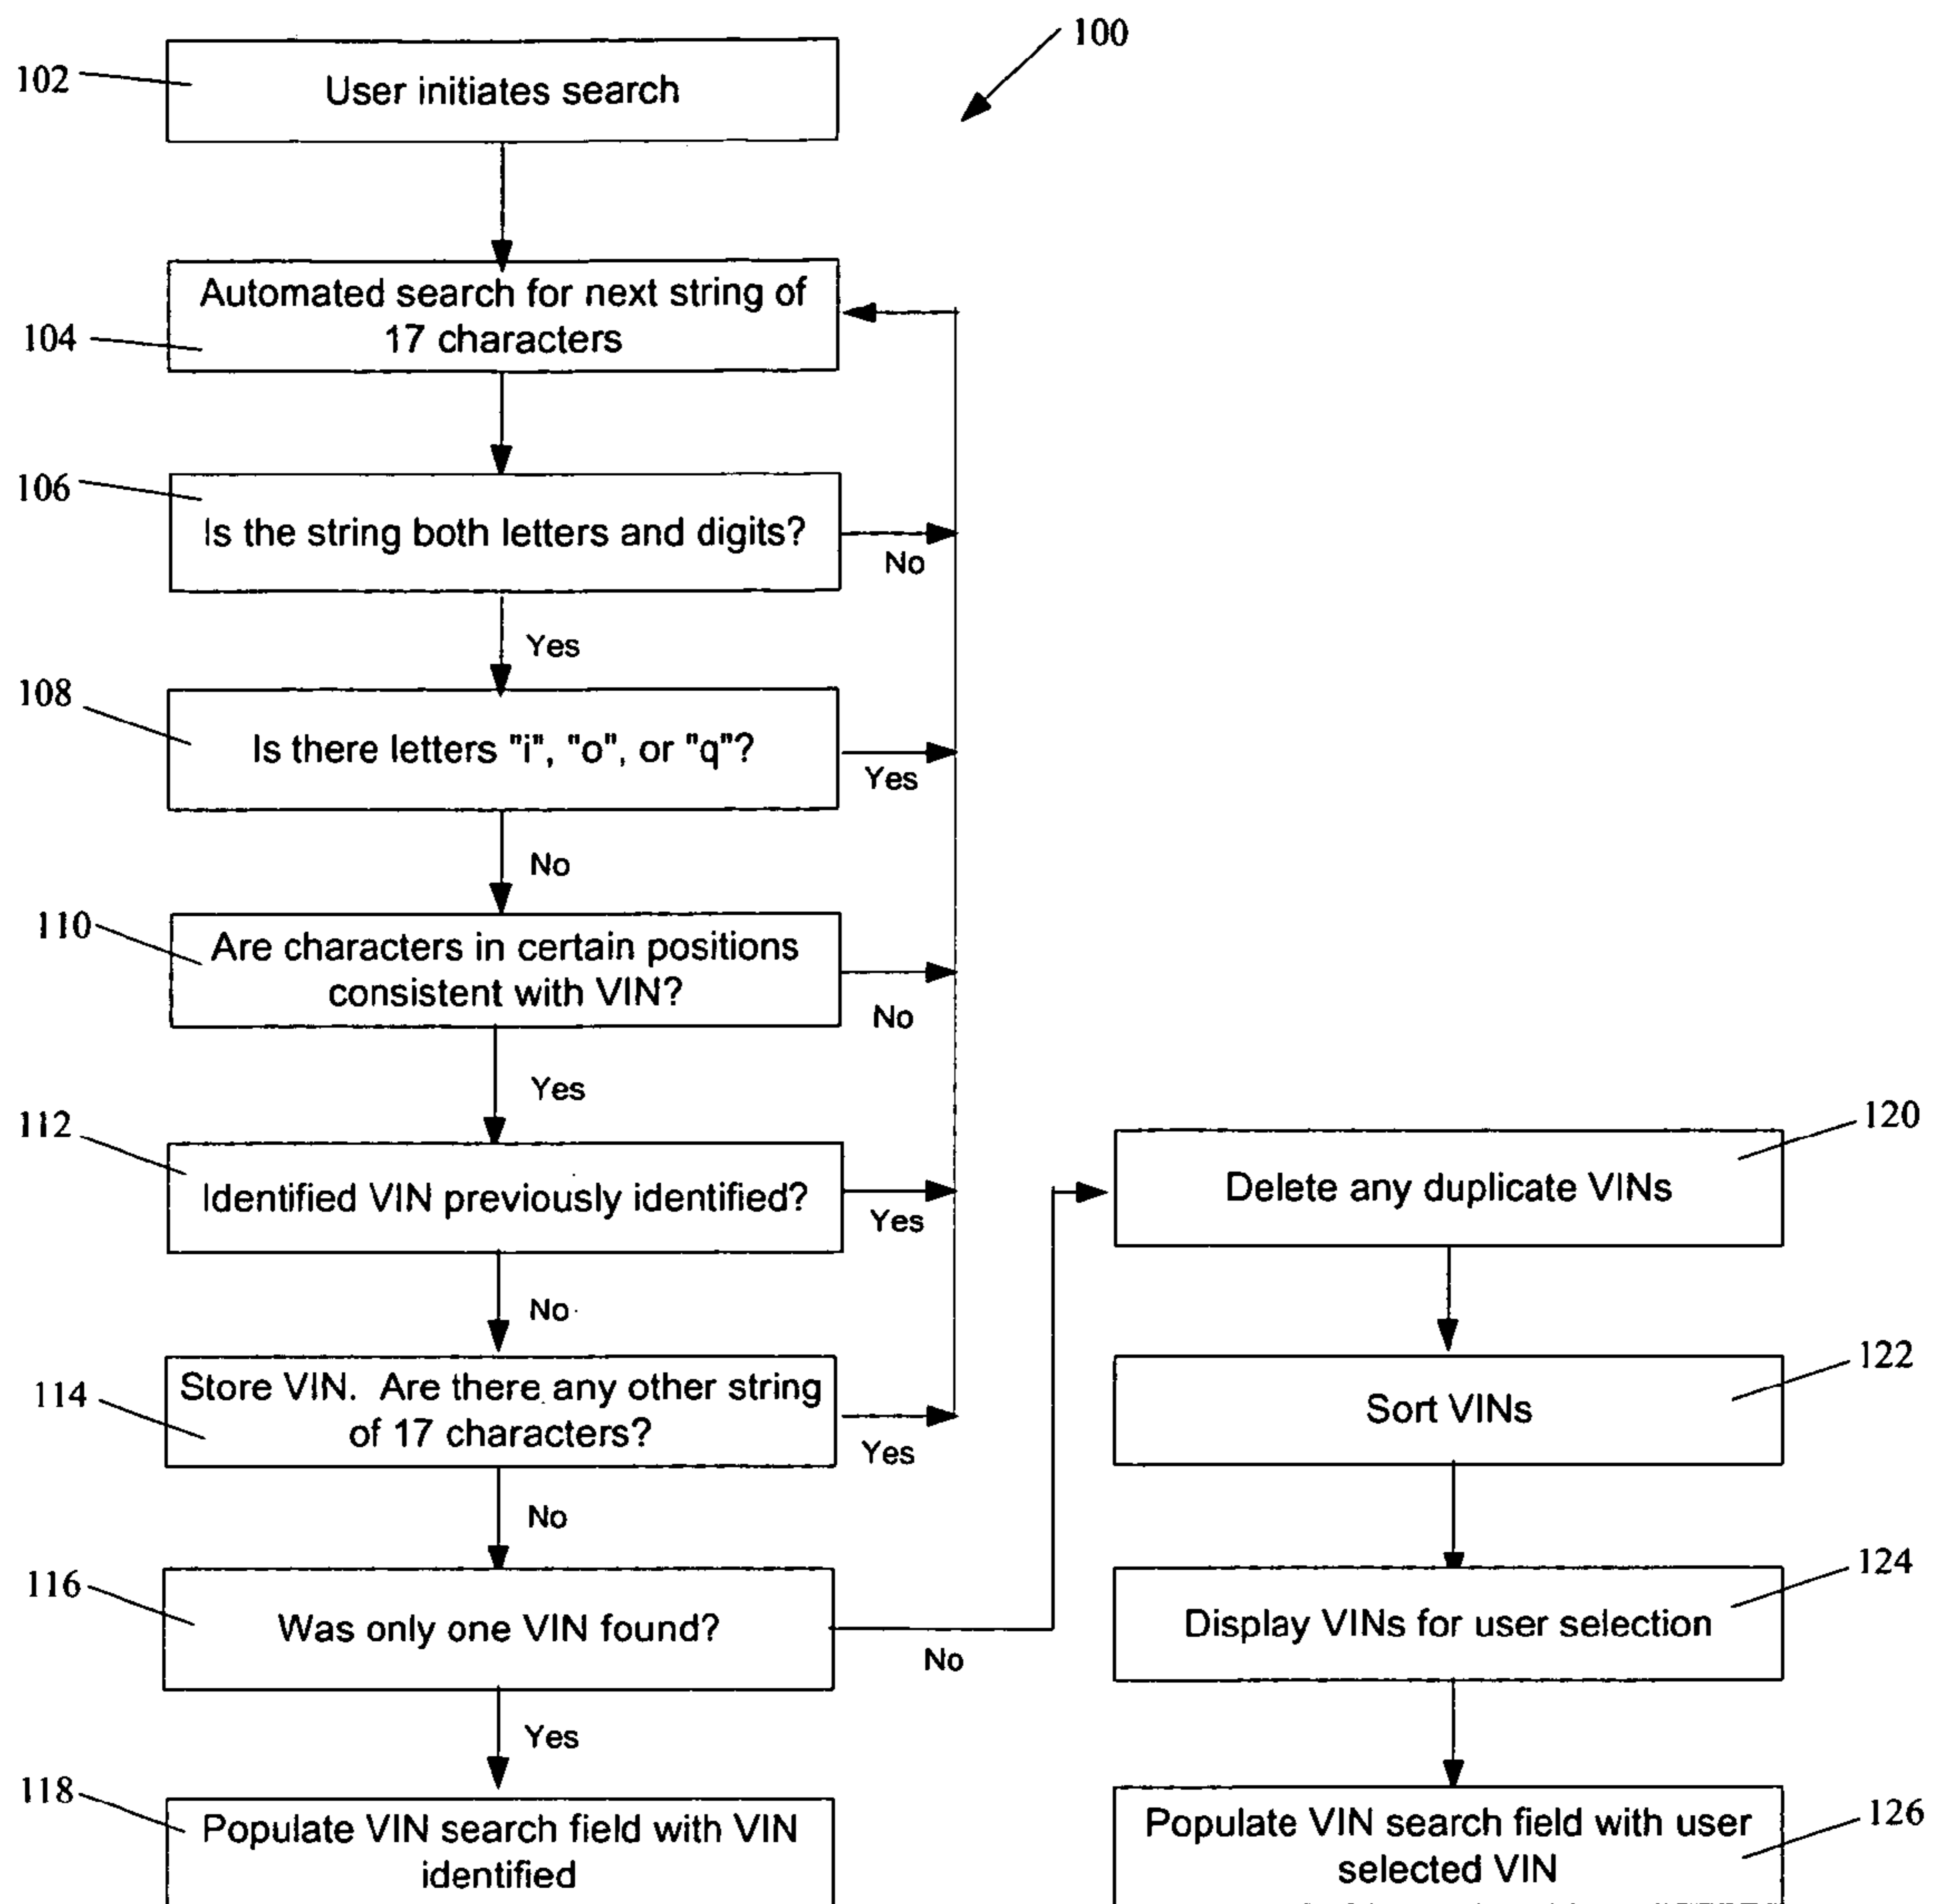 100
102
User initiates search
104
Automated search for next string of
17 characters
106
Is the string both letters and digits?
No
Yes
108
Is there letters "i", "o", or "q"?
Yes
No
110
Are characters in certain positions
consistent with VIN?
No
Yes
112
Identified VIN previously identified?
Yes
No
114
Store VIN. Are there any other string
of 17 characters?
Yes
No
116
Was only one VIN found?
No
Yes
118
Populate VIN search field with VIN
identified
120
Delete any duplicate VINs
122
Sort VINs
124
Display VINs for user selection
126
Populate VIN search field with user
selected VIN